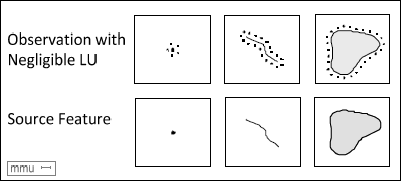 Observation with
Negligible LU
Source Feature
mmu